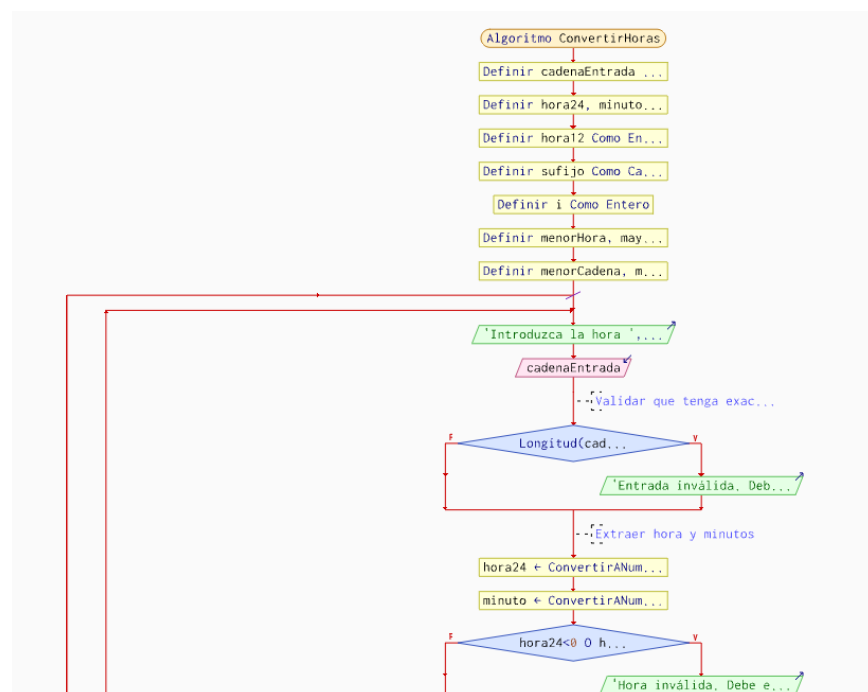 Algoritmo ConvertirHoras
Definir cadenaEntrada ...
Definir hora24, minuto...
Definir hora12 Como En...
Definir sufijo Como Ca...
Definir i Como Entero
Definir menorHora, may...
Definir menorCadena, m...
'Introduzca la hora ',...
cadenaEntrada
Validar que tenga exac...
Longitud(cad...
F
V
'Entrada inválida. Deb...
Extraer hora y minutos
hora24 ← ConvertirANum...
minuto ← ConvertirANum...
hora24<0 O h...
F
V
'Hora inválida. Debe e...